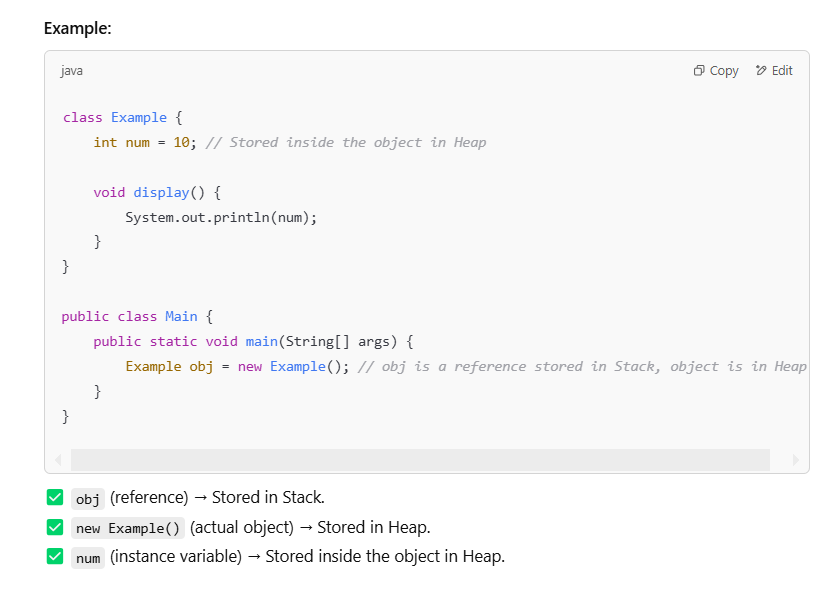 Example:
java Copy Edit
class Example {
    int num = 10; // Stored inside the object in Heap
    void display() {
        System.out.println(num);
    }
}
public class Main {
    public static void main(String[] args) {
        Example obj = new Example(); // obj is a reference stored in Stack, object is in Heap
    }
}
✅ obj (reference) → Stored in Stack.
✅ new Example() (actual object) → Stored in Heap.
✅ num (instance variable) → Stored inside the object in Heap.